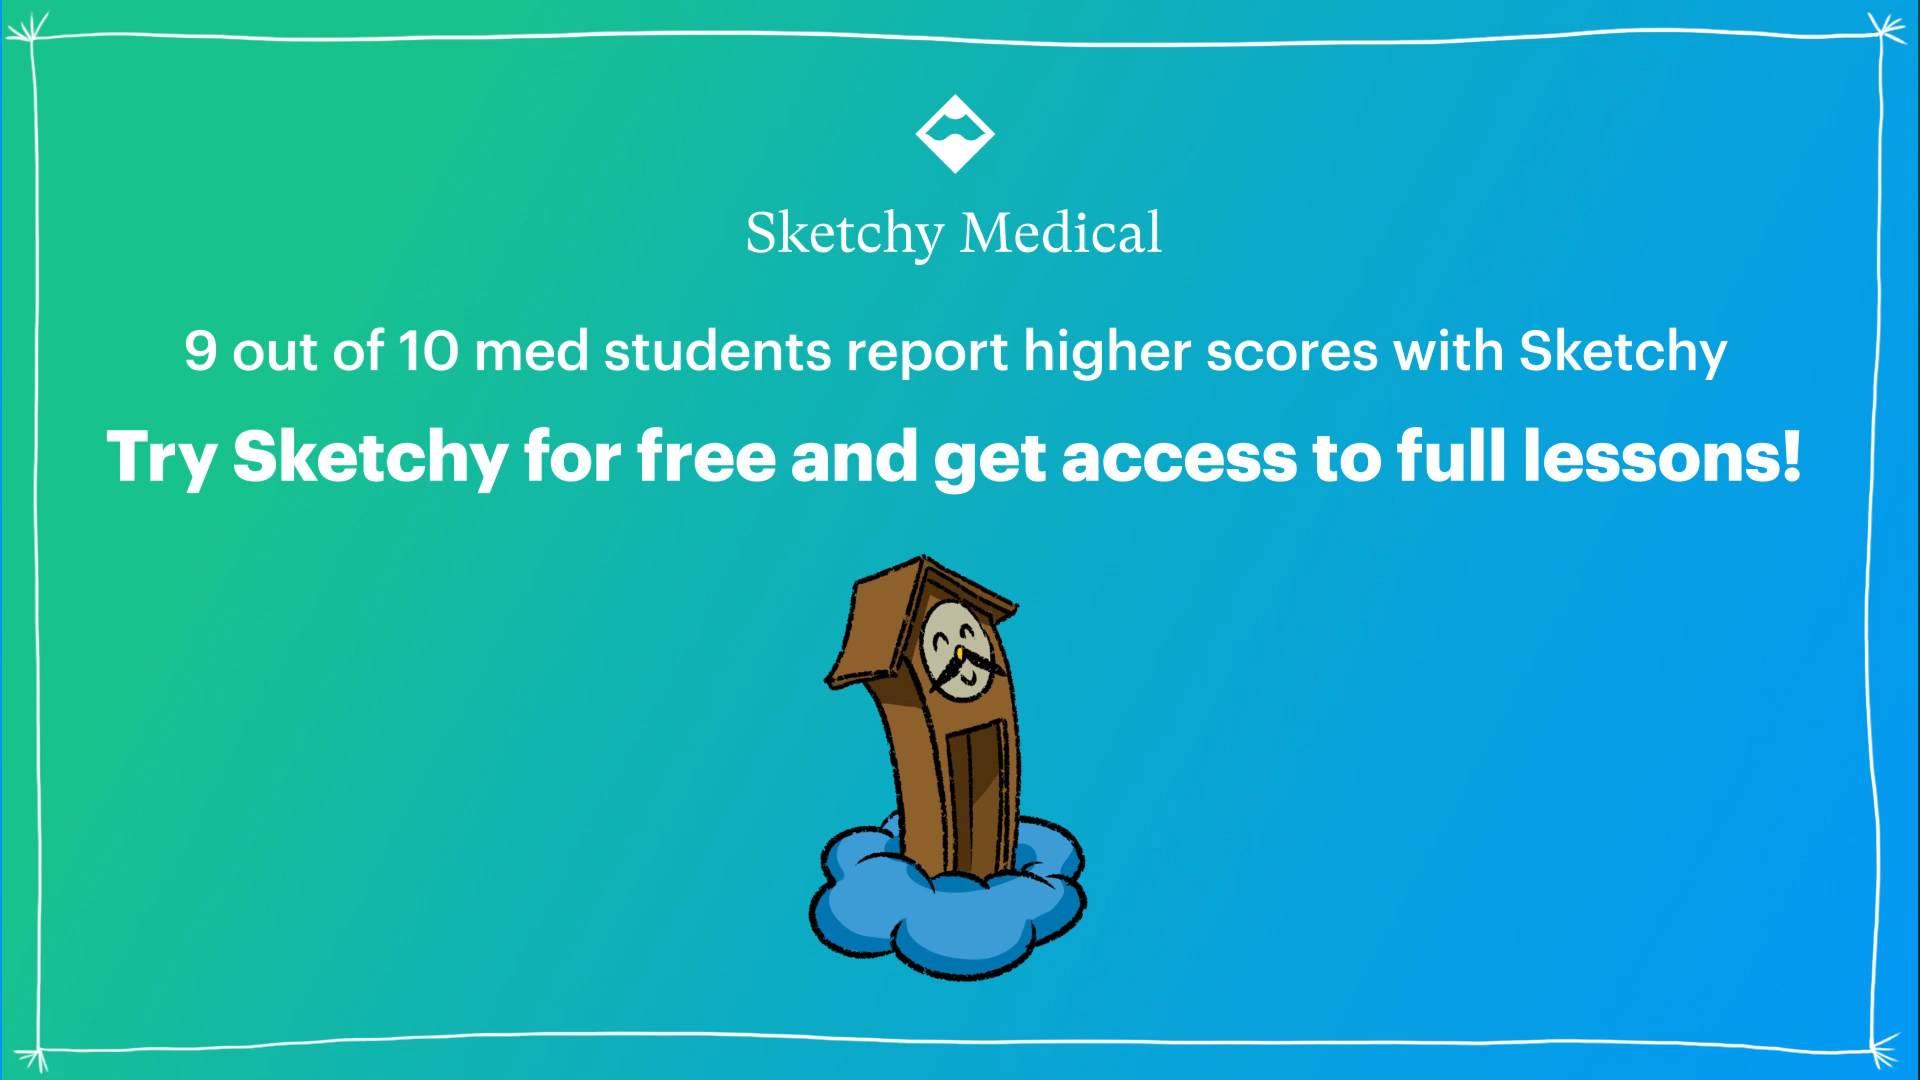 Sketchy Medical
9 out of 10 med students report higher scores with Sketchy
Try Sketchy for free and get access to full lessons!